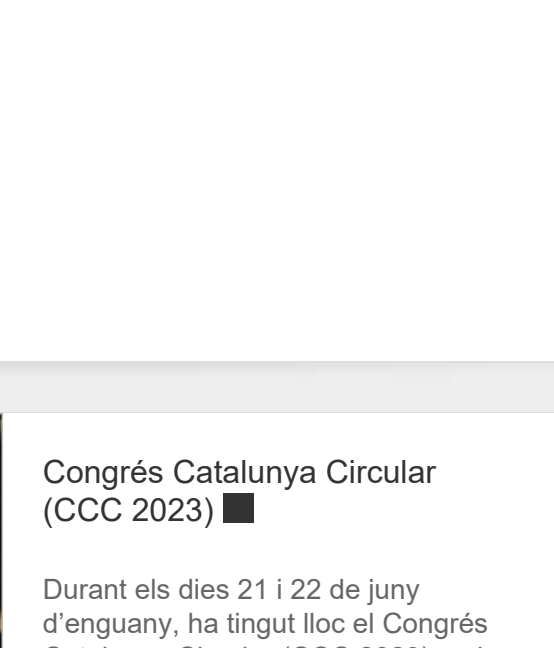 Congrés Catalunya Circular
(CCC 2023)
Durant els dies 21 i 22 de juny
d’enguany, ha tingut lloc el Congrés